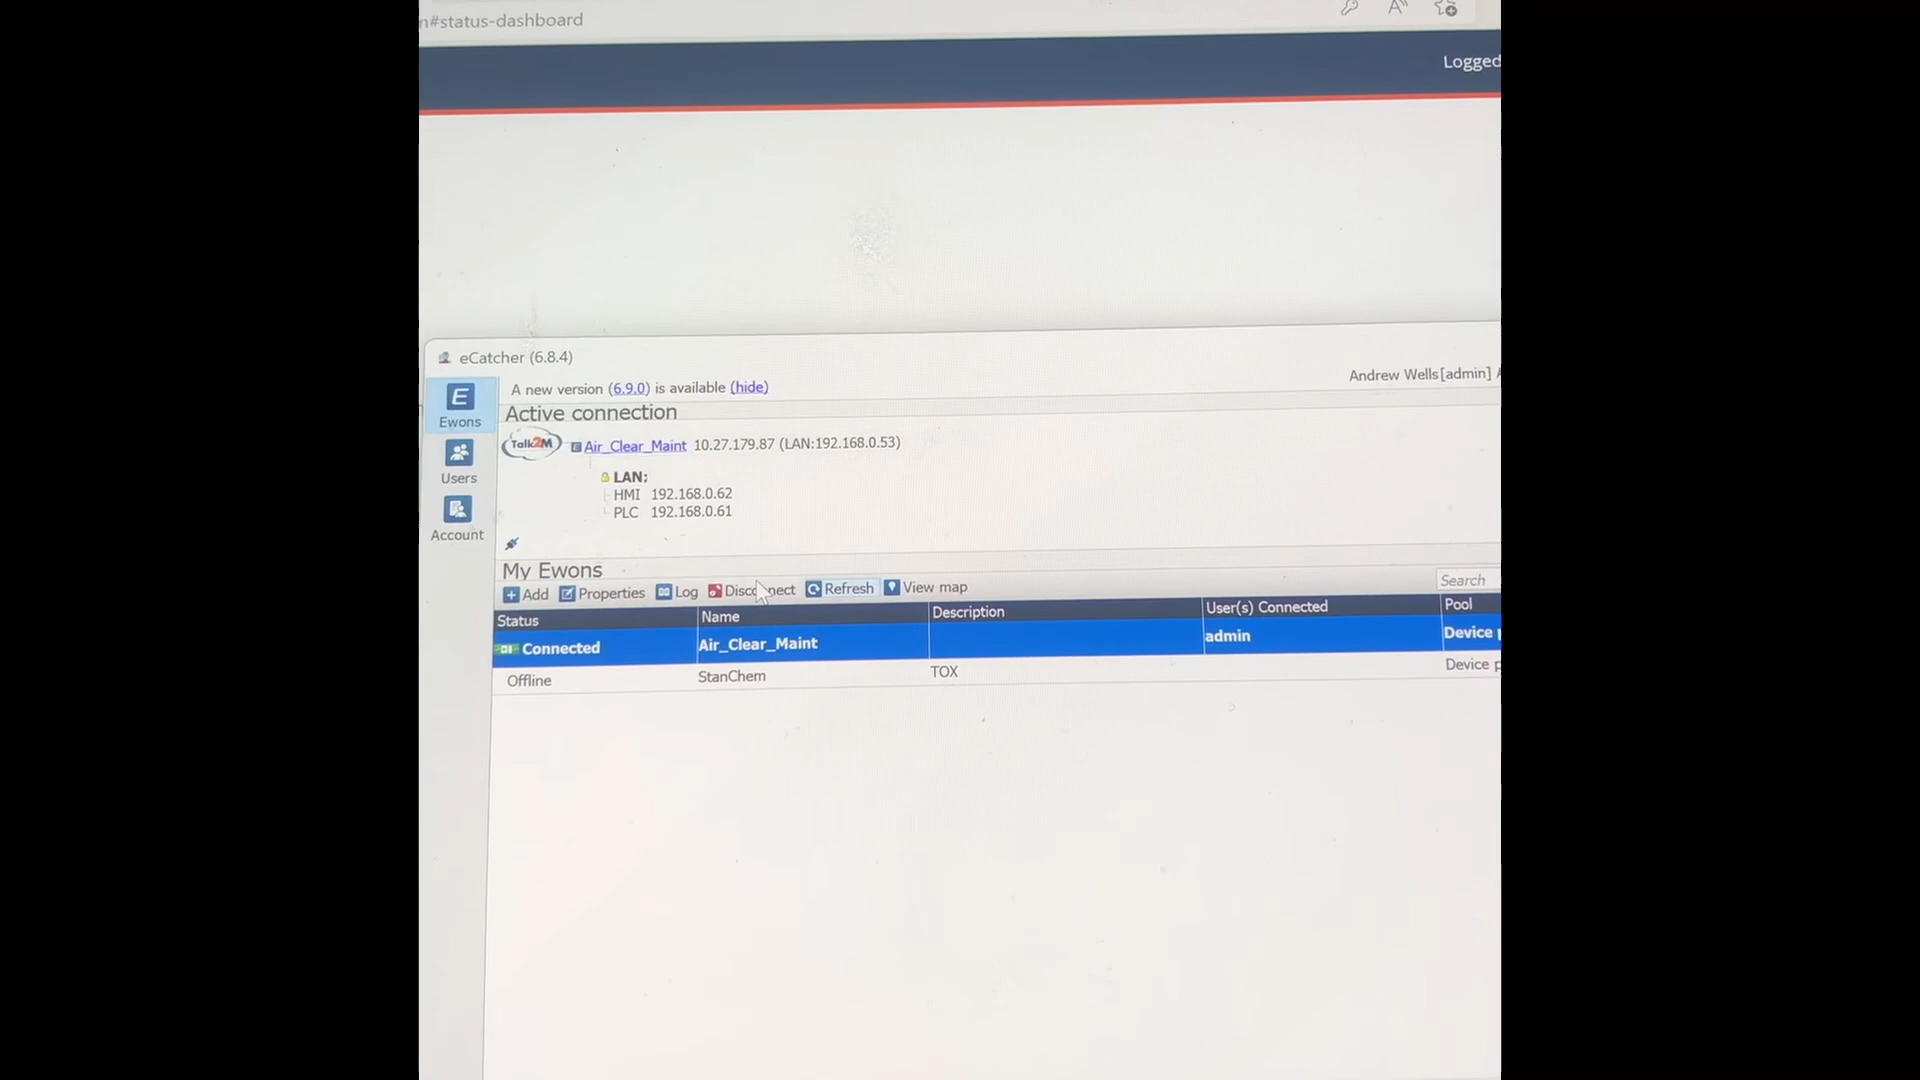 n#status-dashboard
Logged
eCatcher (6.8.4)
A new version (6.9.0) is available (hide)
Andrew Wells[admin]
Ewons
Active connection
Talk2M Air_Clear_Maint 10.27.179.87 (LAN:192.168.0.53)
Users
LAN:
HMI 192.168.0.62
PLC 192.168.0.61
Account
My Ewons
Add Properties Log Disconnect Refresh View map Search
Status Name Description User(s) Connected Pool
Connected Air_Clear_Maint admin Device
Offline StanChem TOX Device